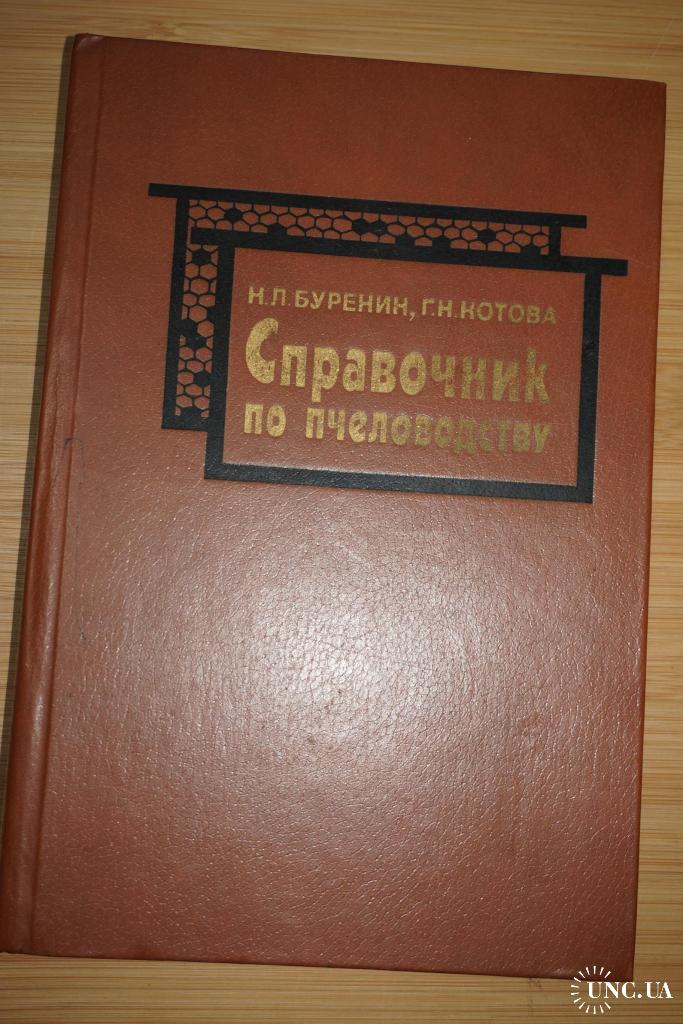 Н.Л. БУРЕНИН, Г.Н. КОТОВА
Справочник
по пчеловодству
UNC.UA